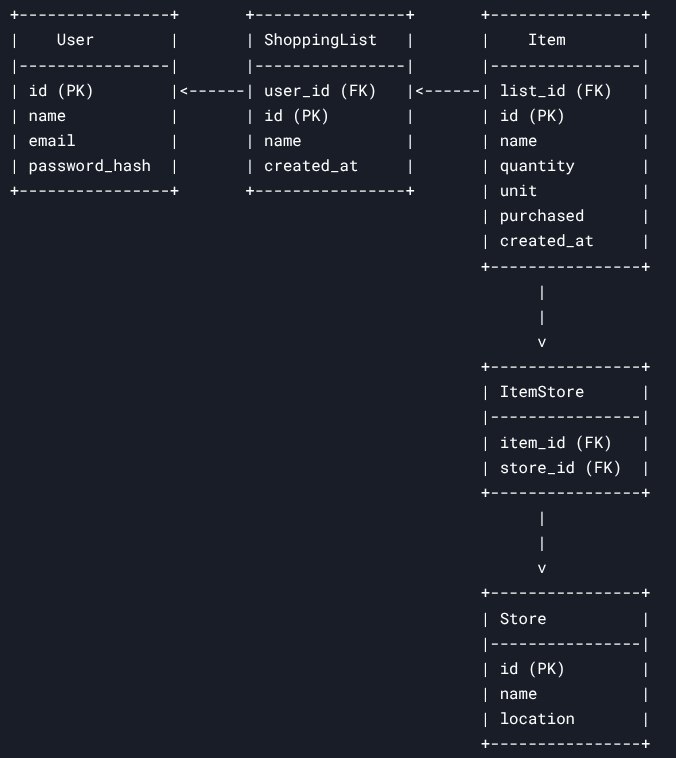 +----------------+       +----------------+       +----------------+
|    User        |       | ShoppingList   |       |    Item        |
|----------------|       |----------------|       |----------------|
| id (PK)        |<------| user_id (FK)   |<------| list_id (FK)   |
| name           |       | id (PK)        |       | id (PK)        |
| email          |       | name           |       | name           |
| password_hash  |       | created_at     |       | quantity       |
+----------------+       +----------------+       | unit           |
                                                  | purchased      |
                                                  | created_at     |
                                                  +----------------+
                                                        |
                                                        |
                                                        v
                                                  +----------------+
                                                  | ItemStore      |
                                                  |----------------|
                                                  | item_id (FK)   |
                                                  | store_id (FK)  |
                                                  +----------------+
                                                        |
                                                        |
                                                        v
                                                  +----------------+
                                                  | Store          |
                                                  |----------------|
                                                  | id (PK)        |
                                                  | name           |
                                                  | location       |
                                                  +----------------+